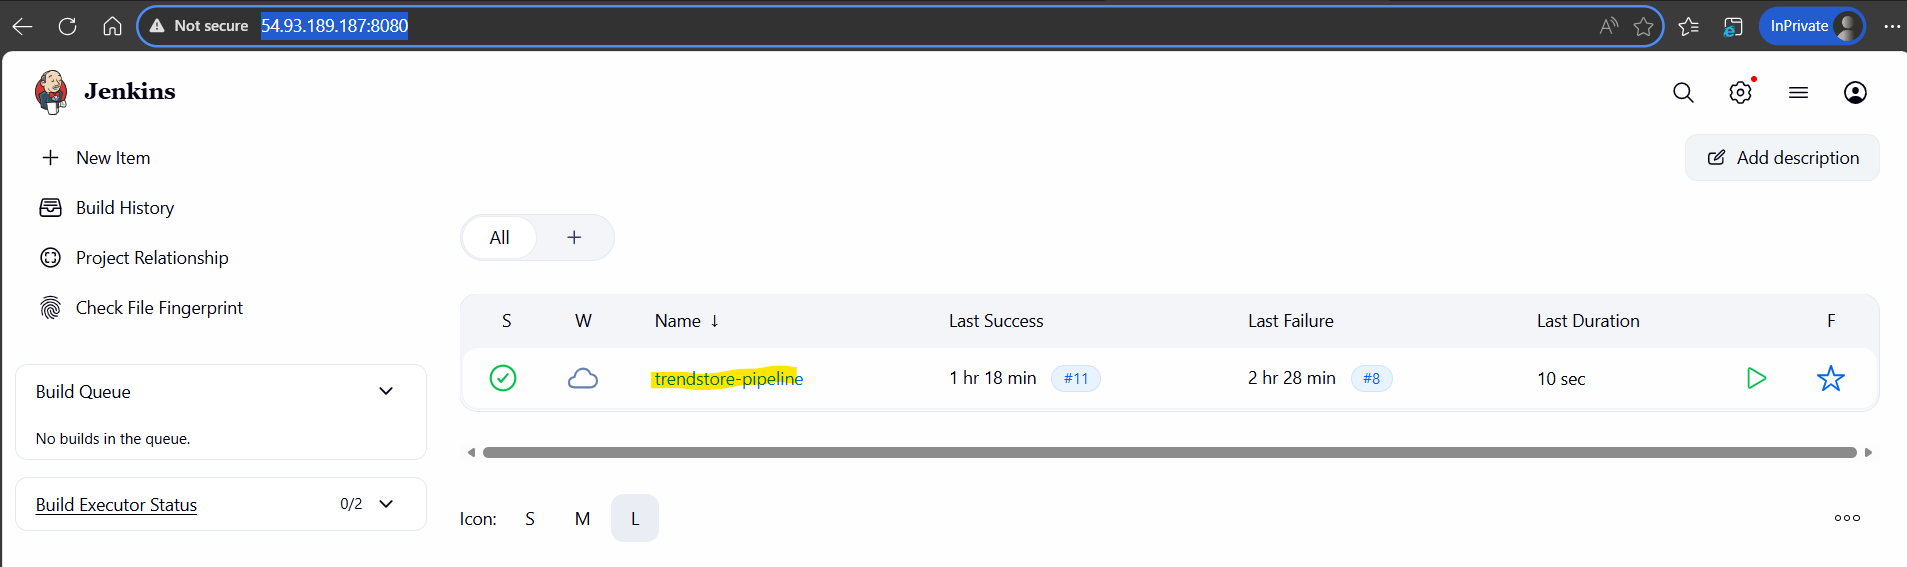 Not secure 54.93.189.187:8080 InPrivate
Jenkins
New Item
Add description
Build History
All
Project Relationship
Check File Fingerprint
S W Name ↓ Last Success Last Failure Last Duration F
trendstore-pipeline 1 hr 18 min #11 2 hr 28 min #8 10 sec
Build Queue
No builds in the queue.
Build Executor Status 0/2
Icon: S M L